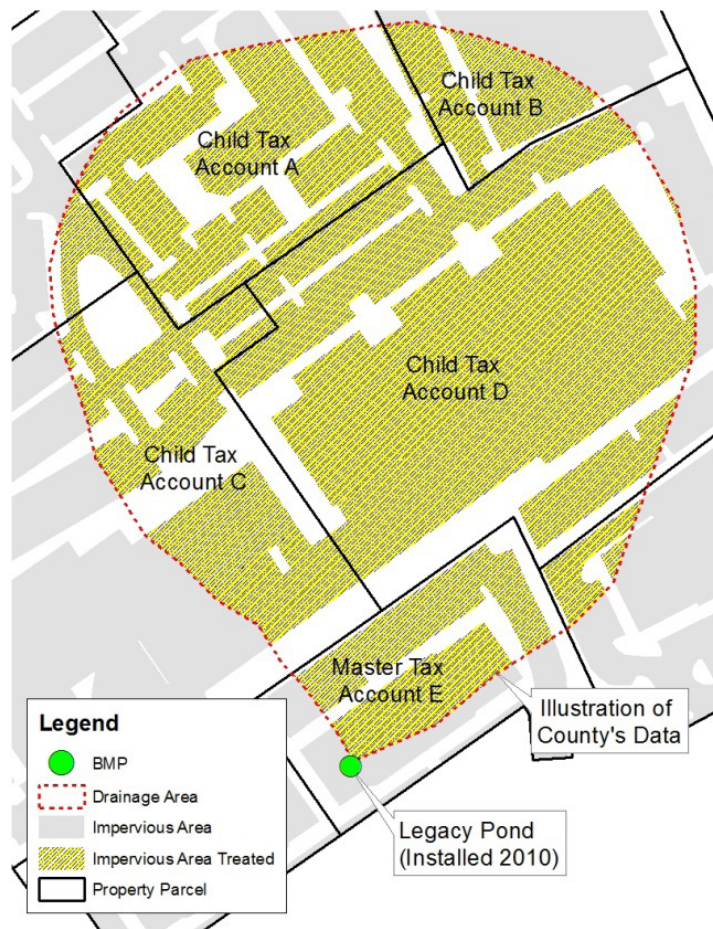 Child Tax
Account B
Child Tax
Account A
Child Tax
Account D
Child Tax
Account C
Master Tax
Account E
Illustration of
County's Data
Legacy Pond
(Installed 2010)
Legend
BMP
Drainage Area
Impervious Area
Impervious Area Treated
Property Parcel